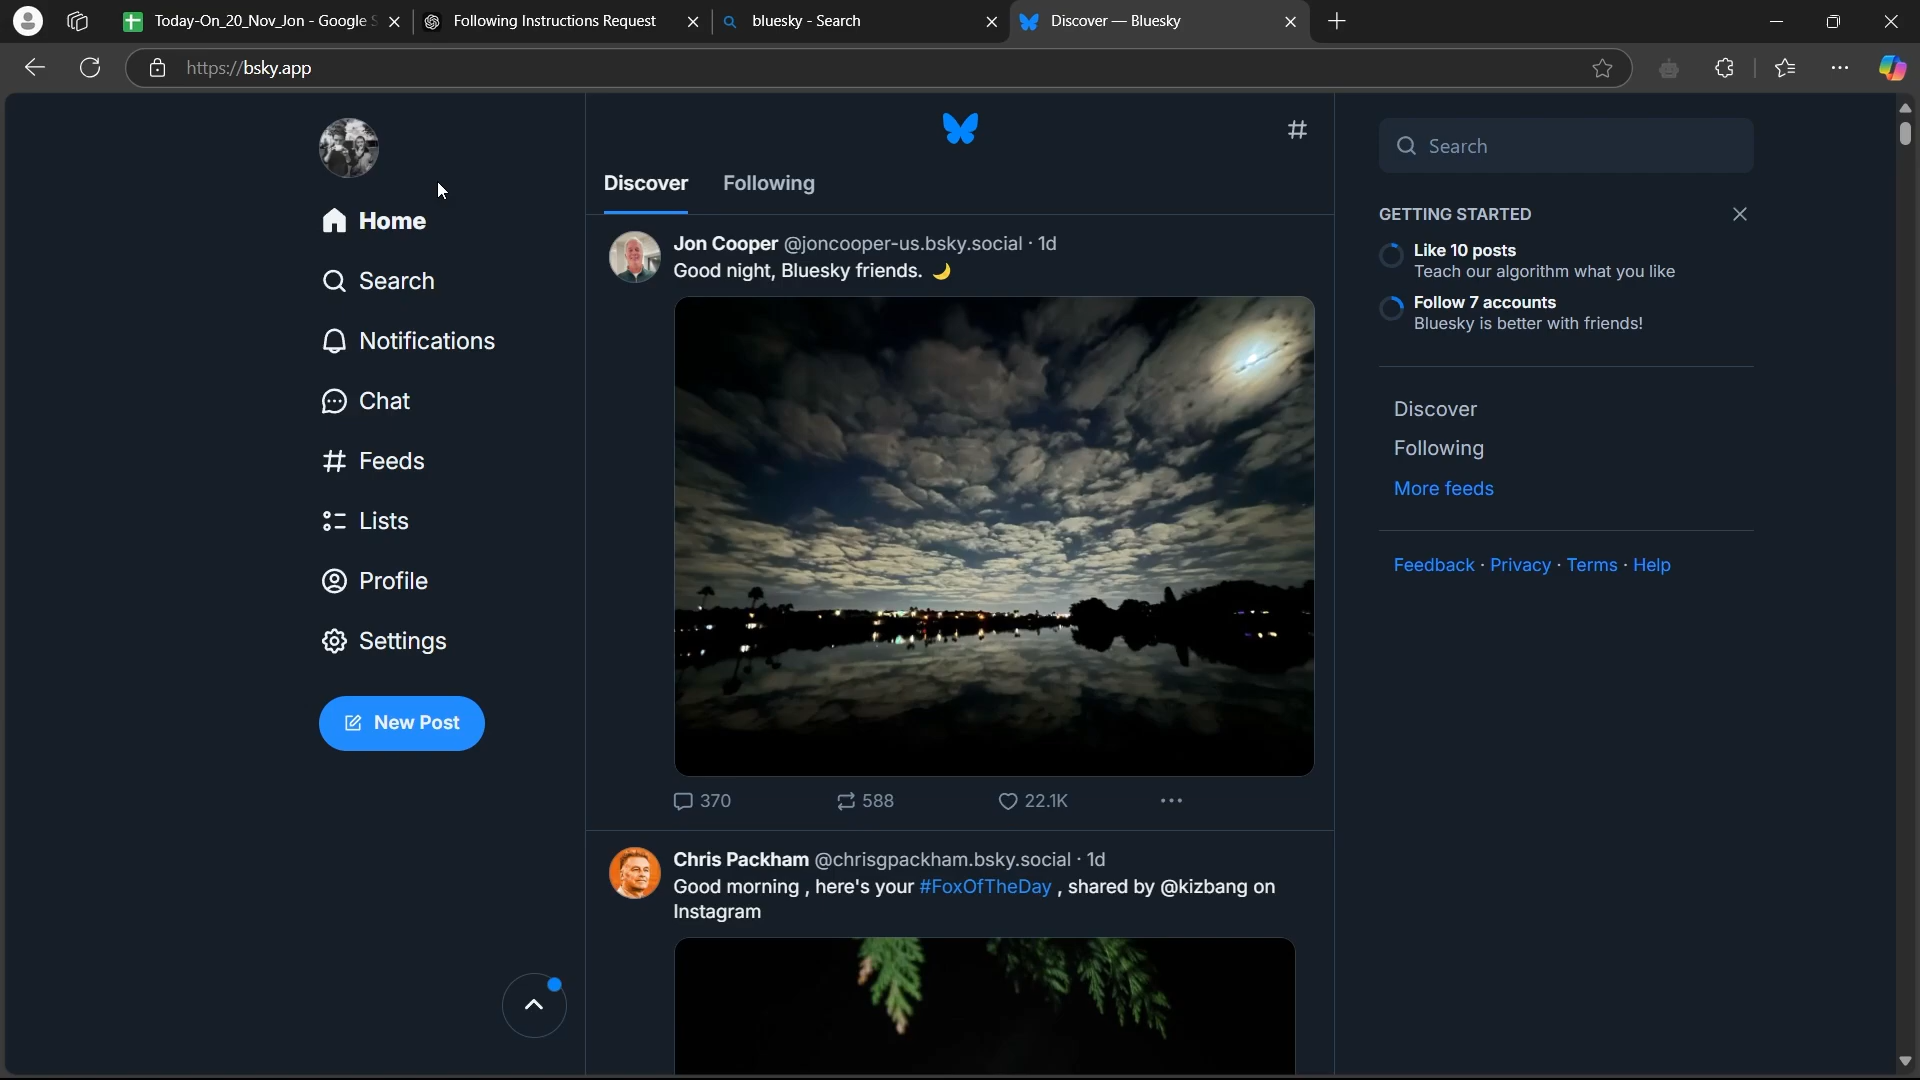 Today-On_20_Nov_Jon - Google S
Following Instructions Request
bluesky - Search
Discover — Bluesky
https://bsky.app
Home
Search
Notifications
Chat
Feeds
Lists
Profile
Settings
New Post
Discover
Following
Jon Cooper @joncooper-us.bsky.social · 1d
Good night, Bluesky friends. 🌙
370
588
22.1K
Chris Packham @chrisgpackham.bsky.social · 1d
Good morning , here's your #FoxOfTheDay , shared by @kizbang on
Instagram
Search
GETTING STARTED
Like 10 posts
Teach our algorithm what you like
Follow 7 accounts
Bluesky is better with friends!
Discover
Following
More feeds
Feedback · Privacy · Terms · Help